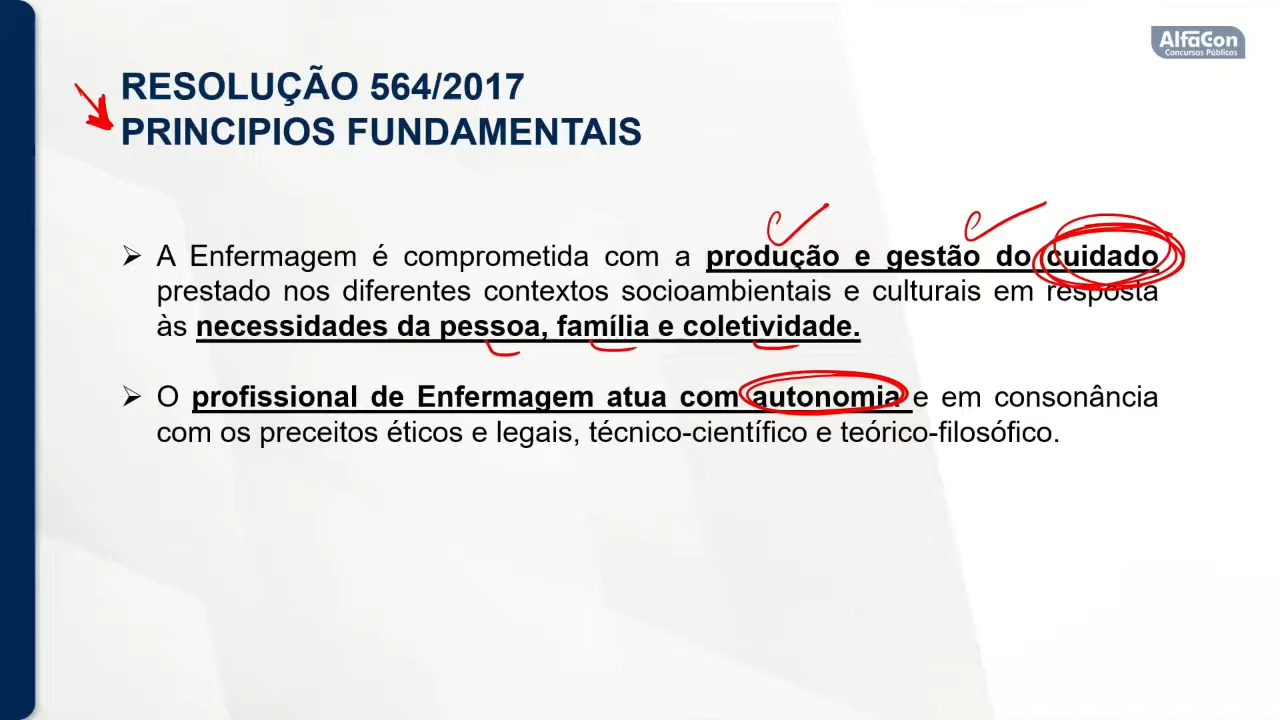 AlfaCon
Concursos Públicos
RESOLUÇÃO 564/2017
PRINCIPIOS FUNDAMENTAIS
➢ A Enfermagem é comprometida com a produção e gestão do cuidado
prestado nos diferentes contextos socioambientais e culturais em resposta
às necessidades da pessoa, família e coletividade.
➢ O profissional de Enfermagem atua com autonomia e em consonância
com os preceitos éticos e legais, técnico-científico e teórico-filosófico.